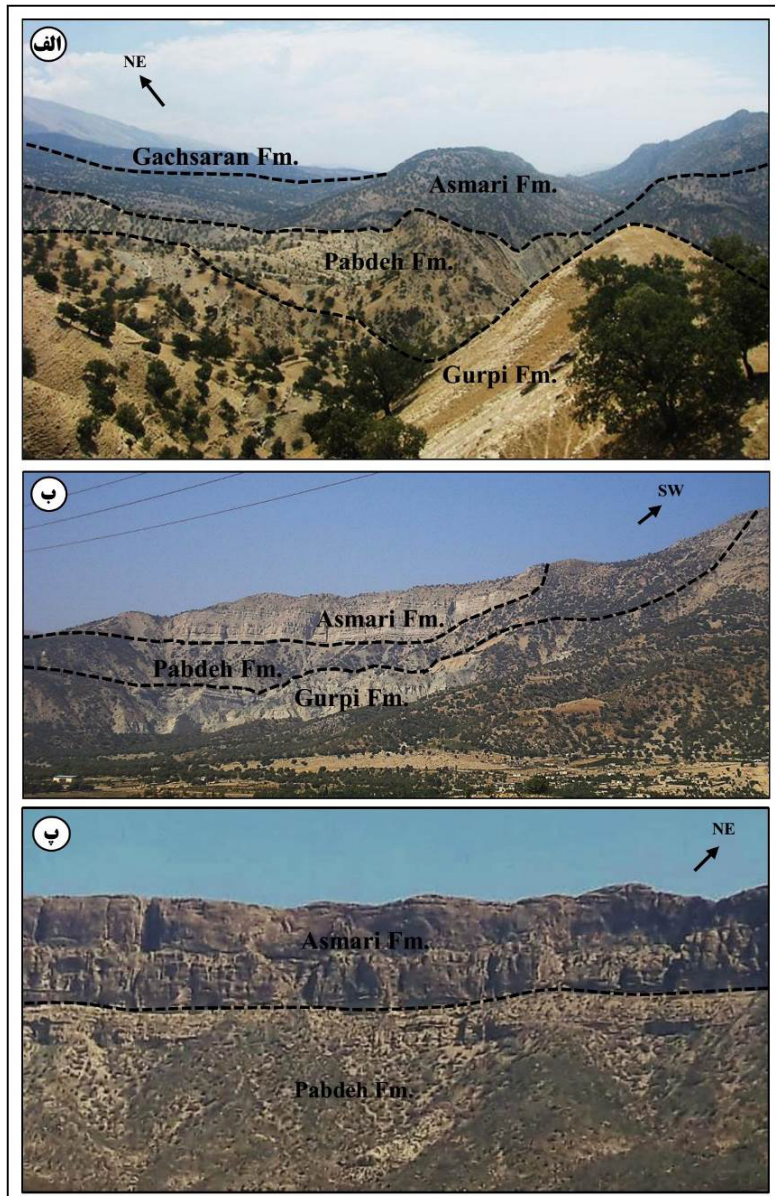 الف
NE
Gachsaran Fm.
Asmari Fm.
Pabdeh Fm.
Gurpi Fm.
ب
SW
Asmari Fm.
Pabdeh Fm.
Gurpi Fm.
پ
NE
Asmari Fm.
Pabdeh Fm.